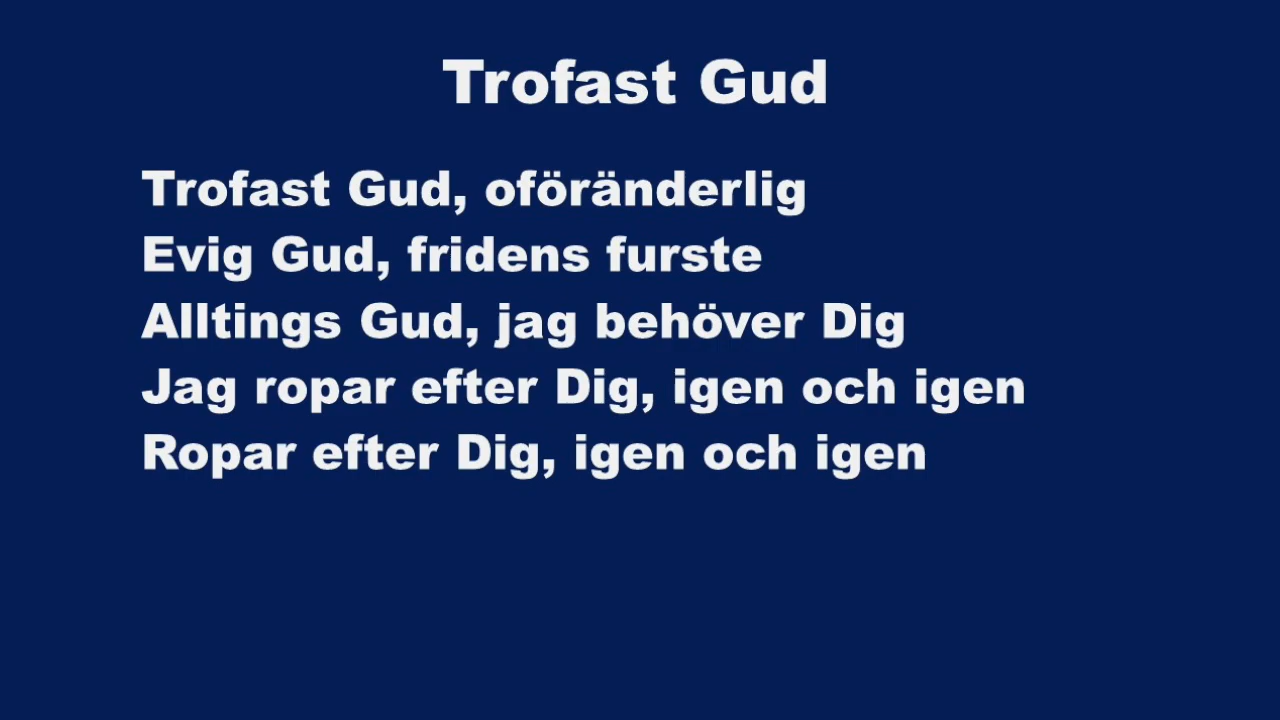 Trofast Gud
Trofast Gud, oföränderlig
Evig Gud, fridens furste
Alltings Gud, jag behöver Dig
Jag ropar efter Dig, igen och igen
Ropar efter Dig, igen och igen